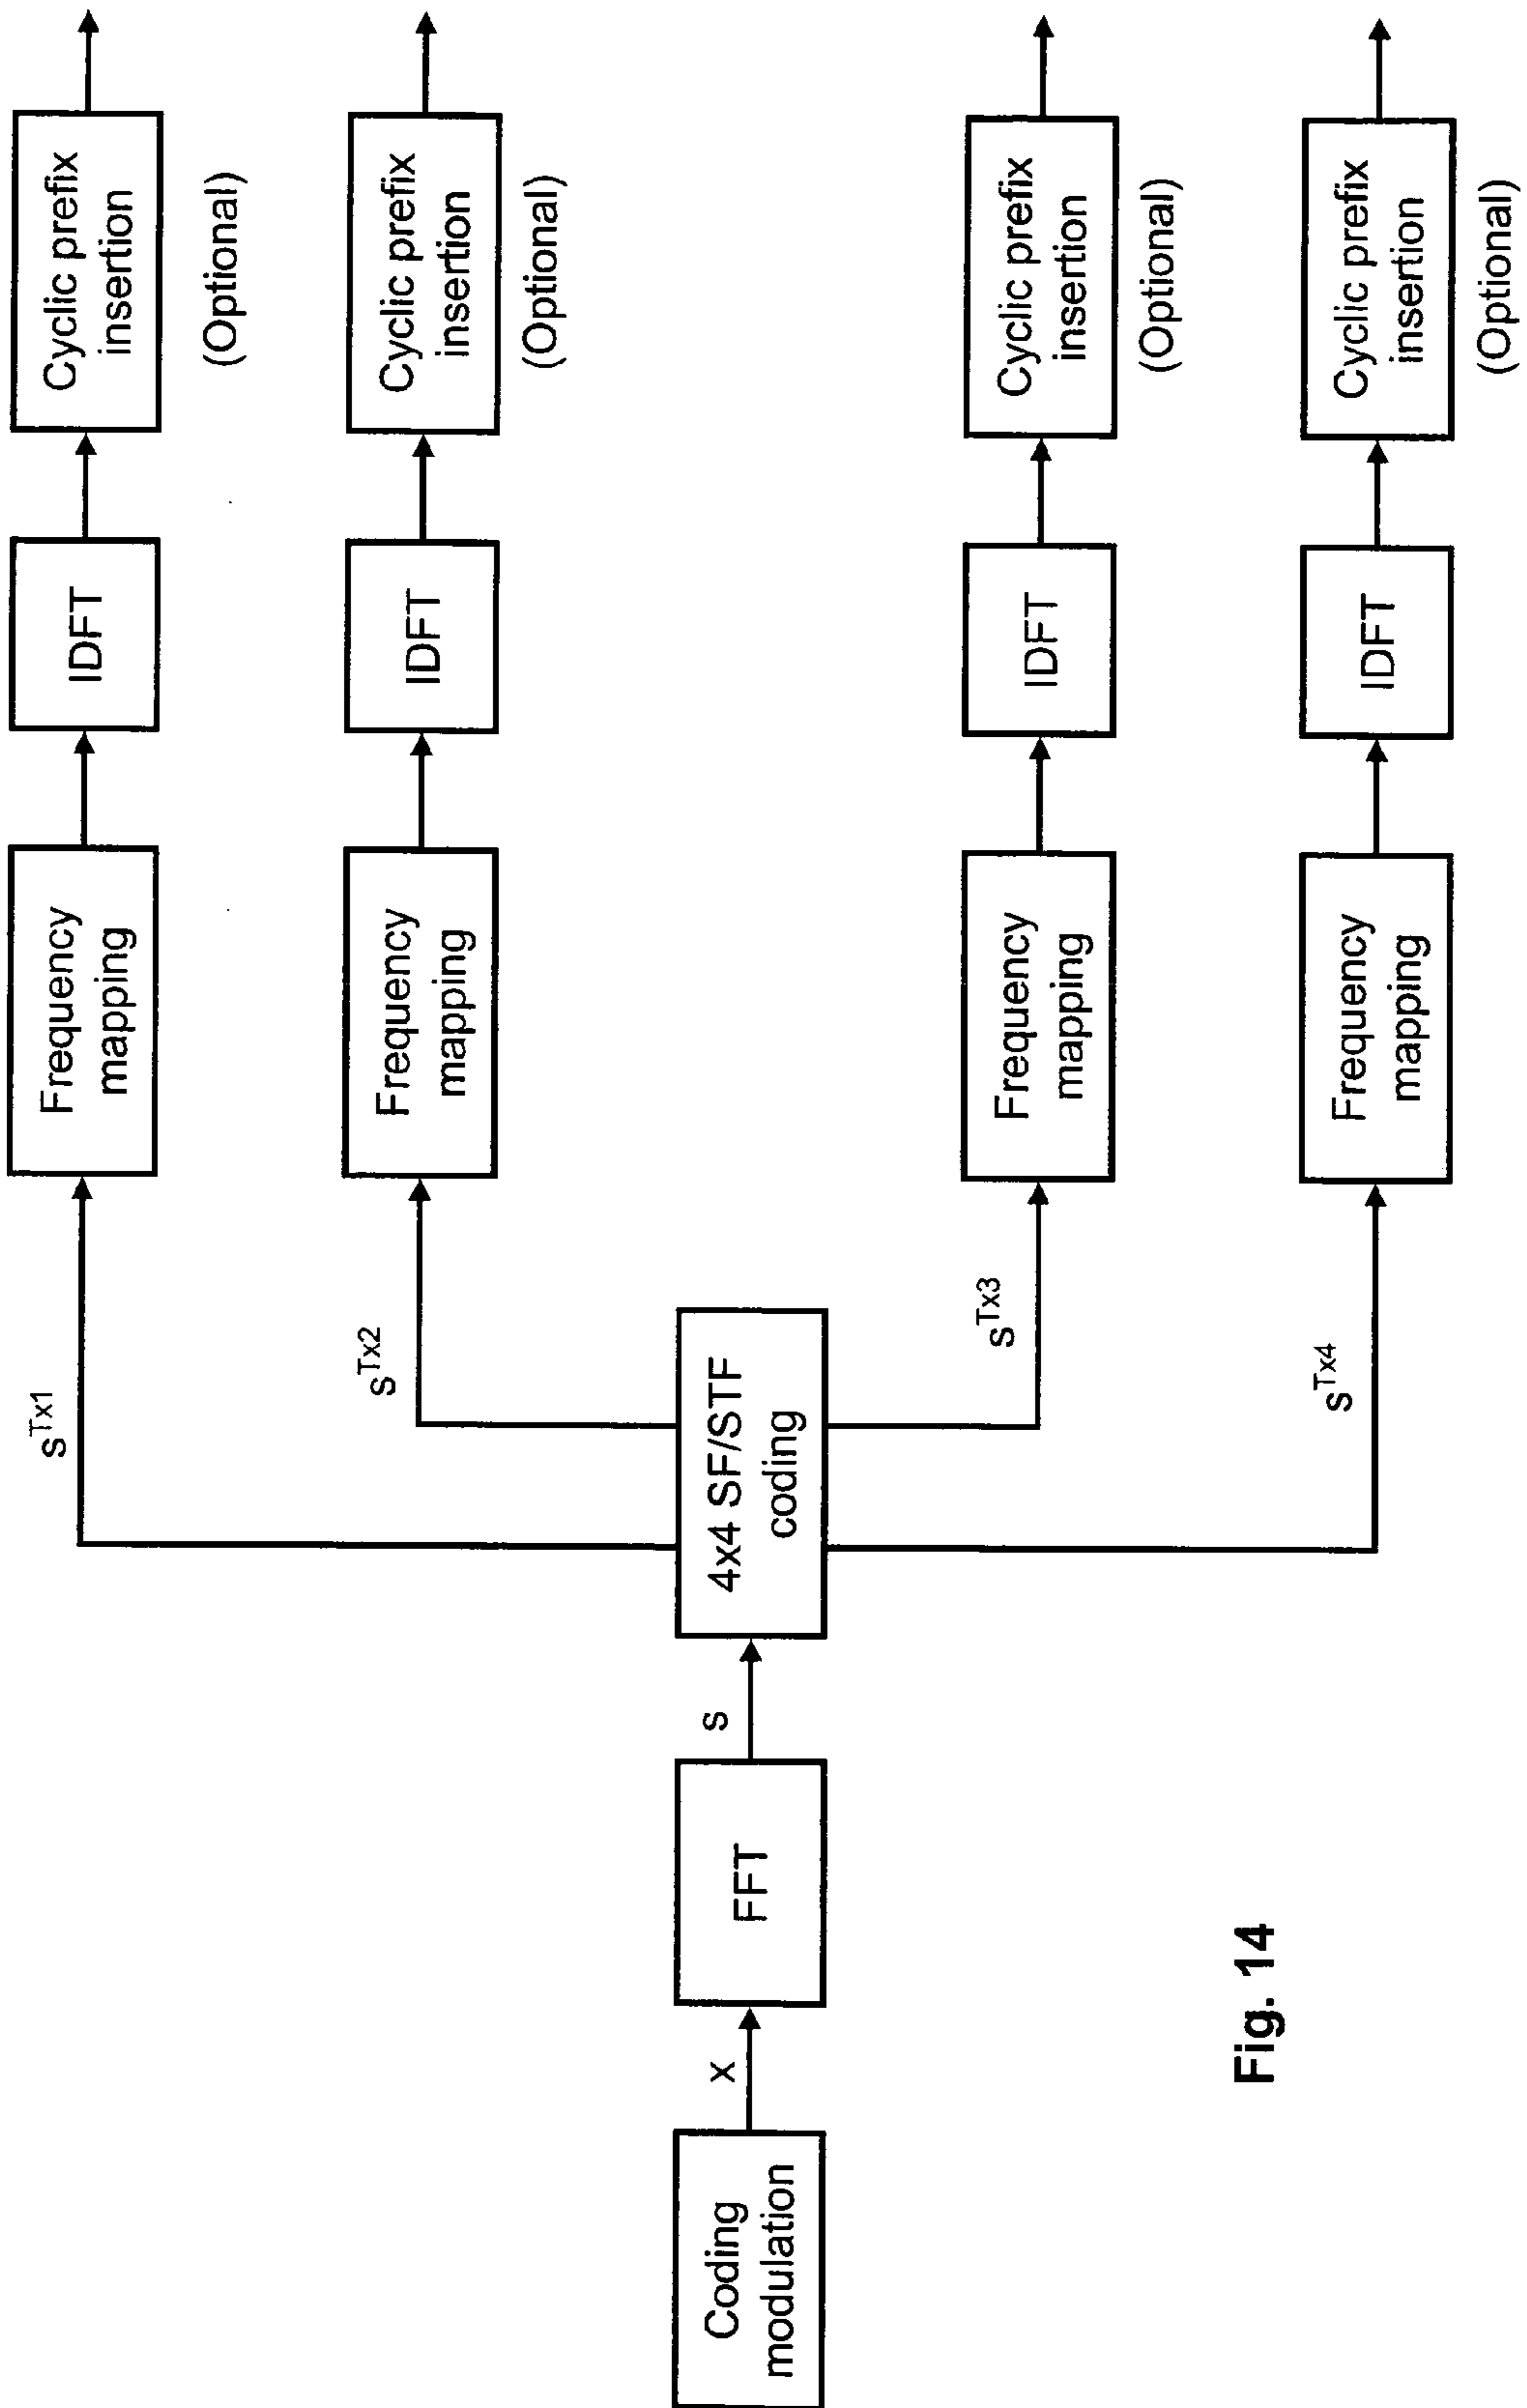 Coding
modulation
x
FFT
s
4x4 SF/STF
coding
s^Tx1
Frequency
mapping
IDFT
Cyclic prefix
insertion
(Optional)
s^Tx2
Frequency
mapping
IDFT
Cyclic prefix
insertion
(Optional)
s^Tx3
Frequency
mapping
IDFT
Cyclic prefix
insertion
(Optional)
s^Tx4
Frequency
mapping
IDFT
Cyclic prefix
insertion
(Optional)
Fig. 14